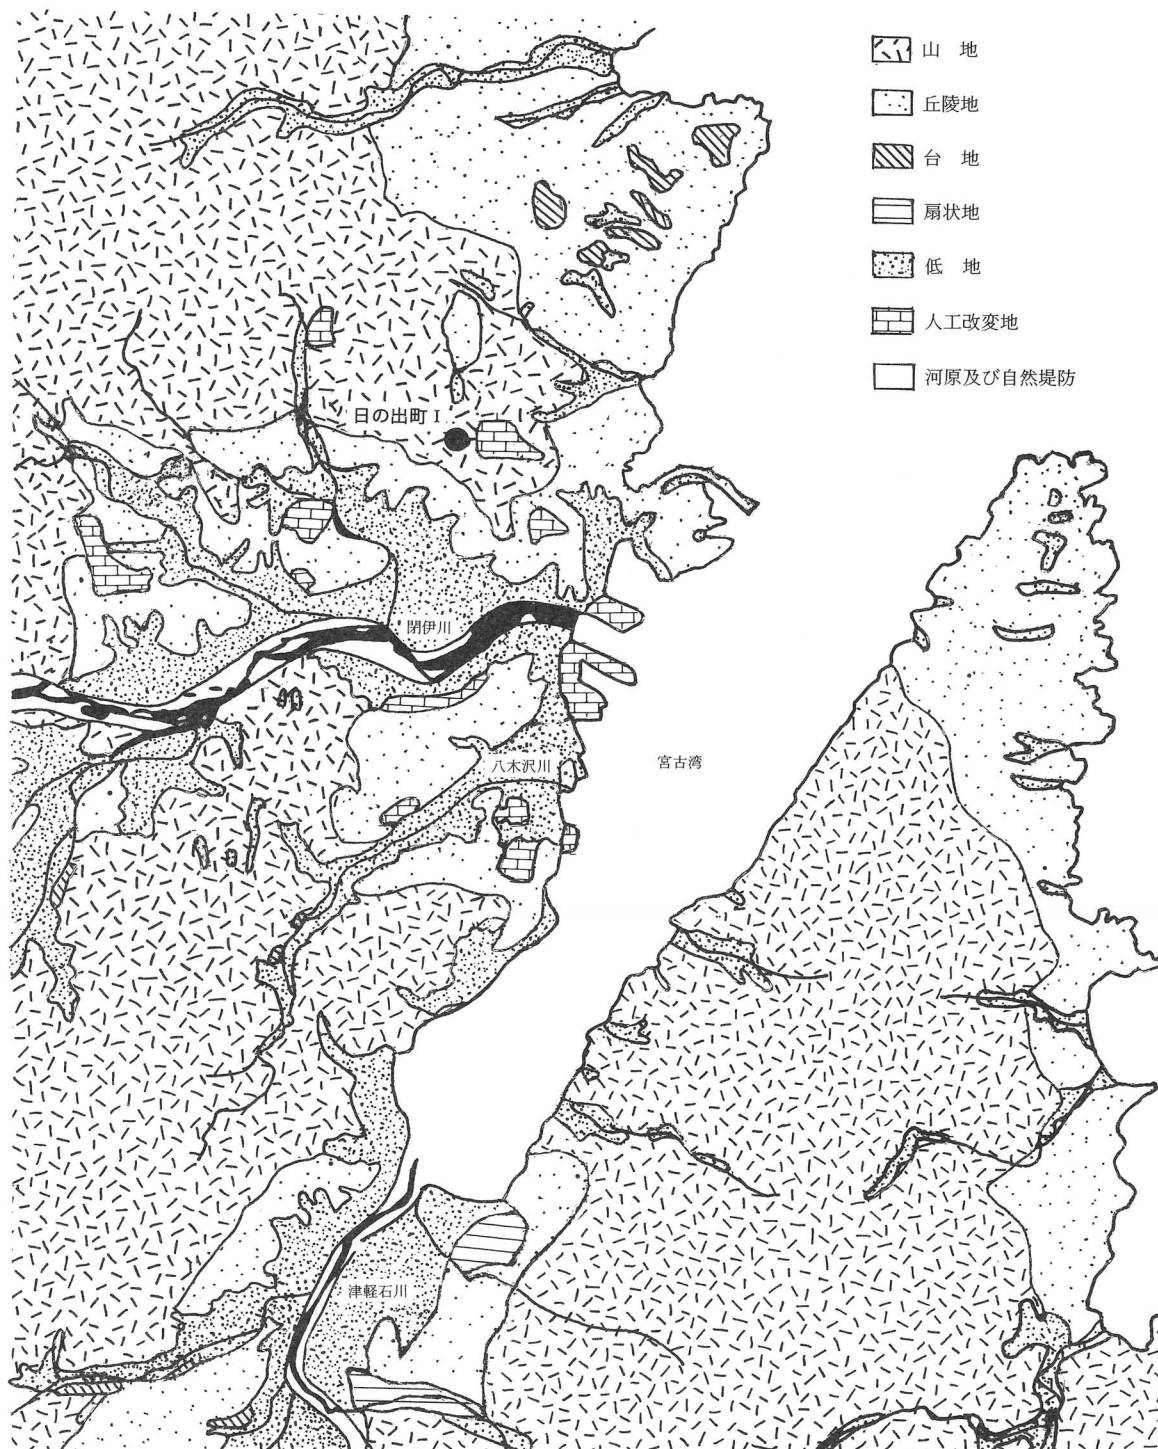 山　地
丘陵地
台　地
扇状地
低　地
人工改変地
河原及び自然堤防
日の出町Ⅰ
閉伊川
八木沢川
宮古湾
津軽石川